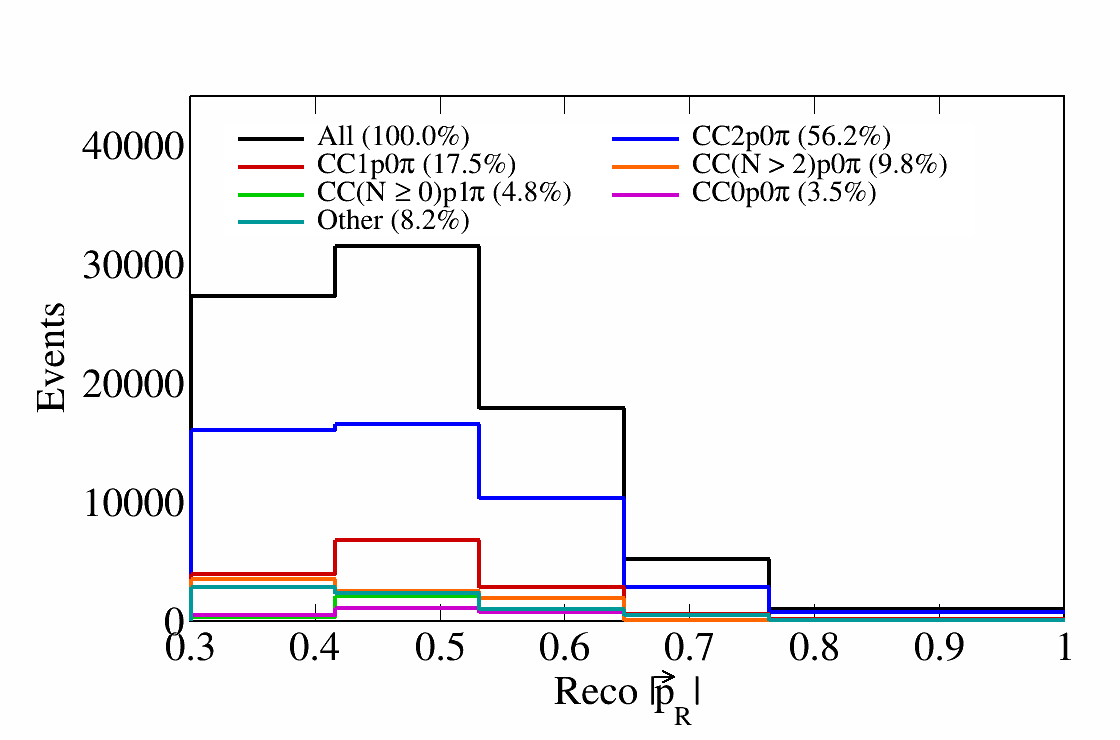 All (100.0%)
CC2p0π (56.2%)
CC1p0π (17.5%)
CC(N > 2)p0π (9.8%)
CC(N ≥ 0)p1π (4.8%)
CC0p0π (3.5%)
Other (8.2%)
40000
30000
20000
10000
0
Events
0.3 0.4 0.5 0.6 0.7 0.8 0.9 1
Reco |p⃗_R|